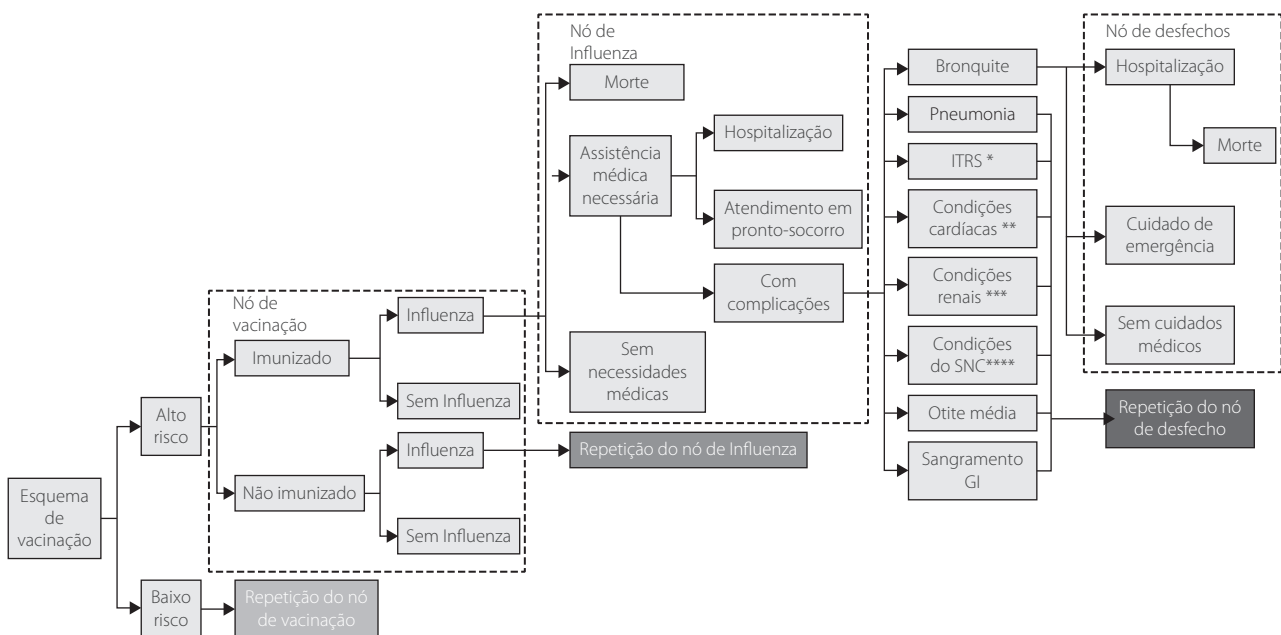 Esquema
de
vacinação
Alto
risco
Baixo
risco
Repetição do nó
de vacinação
Nó de
vacinação
Imunizado
Não imunizado
Influenza
Sem Influenza
Influenza
Sem Influenza
Repetição do nó de Influenza
Nó de
Influenza
Morte
Assistência
médica
necessária
Sem
necessidades
médicas
Hospitalização
Atendimento em
pronto-socorro
Com
complicações
Bronquite
Pneumonia
ITRS *
Condições
cardíacas **
Condições
renais ***
Condições
do SNC****
Otite média
Sangramento
GI
Nó de desfechos
Hospitalização
Morte
Cuidado de
emergência
Sem cuidados
médicos
Repetição do nó
de desfecho